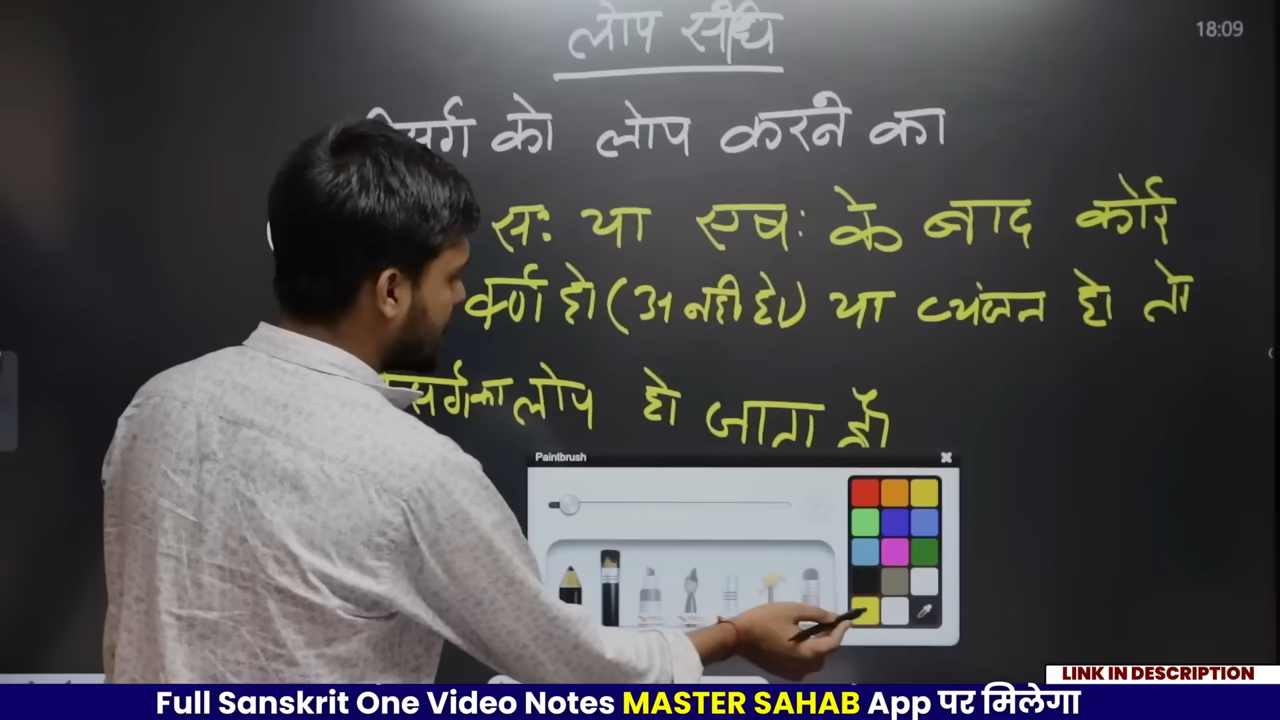 लोप संधि
18:09
विसर्ग को लोप करने का
सः या एषः के बाद कोई
वर्ण हो (अ नही हो) या व्यंजन हो तो
विसर्ग का लोप हो जाता है
Paintbrush
LINK IN DESCRIPTION
Full Sanskrit One Video Notes MASTER SAHAB App पर मिलेगा